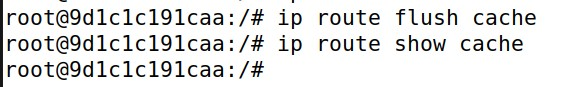 root@9d1c1c191caa:/# ip route flush cache
root@9d1c1c191caa:/# ip route show cache
root@9d1c1c191caa:/#